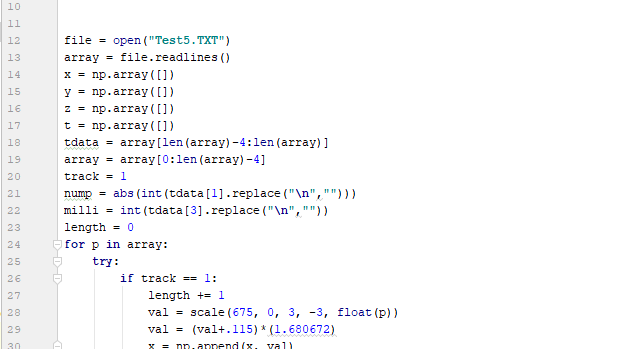 10
11
12 file = open("Test5.TXT")
13 array = file.readlines()
14 x = np.array([])
15 y = np.array([])
16 z = np.array([])
17 t = np.array([])
18 tdata = array[len(array)-4:len(array)]
19 array = array[0:len(array)-4]
20 track = 1
21 nump = abs(int(tdata[1].replace("\n","")))
22 milli = int(tdata[3].replace("\n",""))
23 length = 0
24 for p in array:
25 try:
26 if track == 1:
27 length += 1
28 val = scale(675, 0, 3, -3, float(p))
29 val = (val+.115)*(1.680672)
30 x = np.append(x, val)